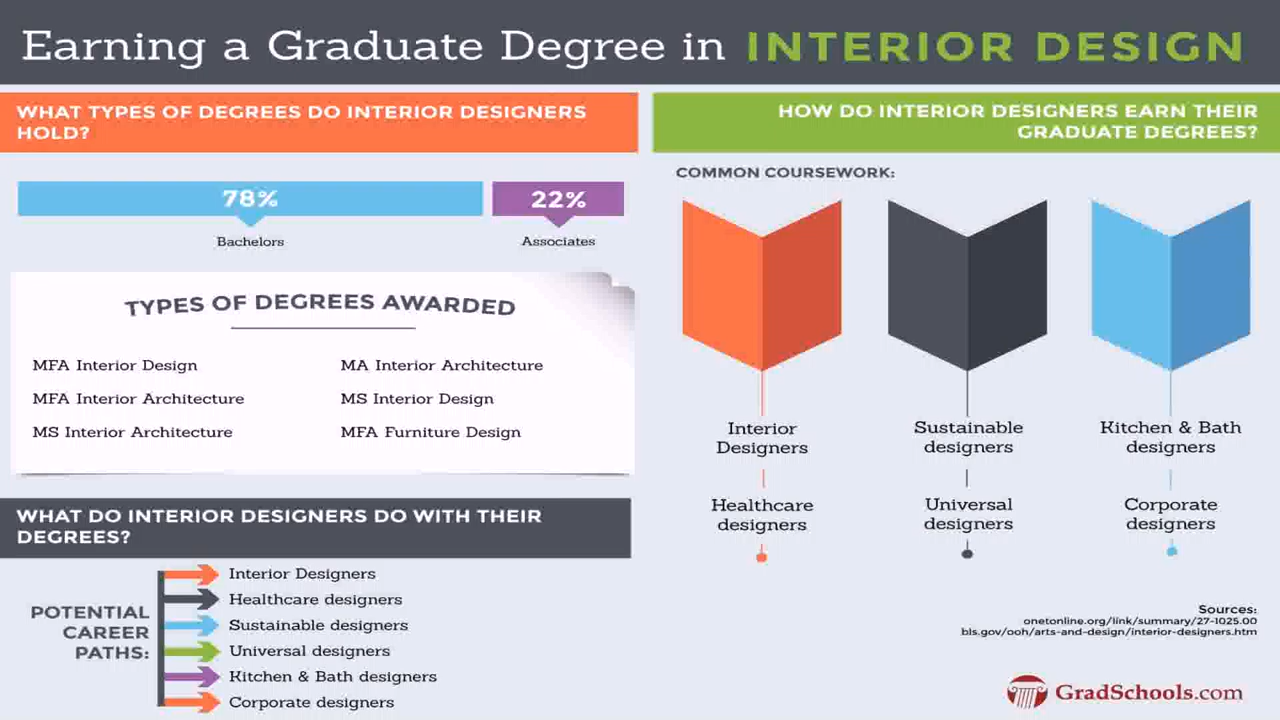 Earning a Graduate Degree in INTERIOR DESIGN
WHAT TYPES OF DEGREES DO INTERIOR DESIGNERS
HOLD?
78%
22%
Bachelors
Associates
TYPES OF DEGREES AWARDED
MFA Interior Design
MFA Interior Architecture
MS Interior Architecture
MA Interior Architecture
MS Interior Design
MFA Furniture Design
WHAT DO INTERIOR DESIGNERS DO WITH THEIR
DEGREES?
POTENTIAL
CAREER
PATHS:
Interior Designers
Healthcare designers
Sustainable designers
Universal designers
Kitchen & Bath designers
Corporate designers
HOW DO INTERIOR DESIGNERS EARN THEIR
GRADUATE DEGREES?
COMMON COURSEWORK:
Interior
Designers
Healthcare
designers
Sustainable
designers
Universal
designers
Kitchen & Bath
designers
Corporate
designers
Sources:
onetonline.org/link/summary/27-1025.00
bls.gov/ooh/arts-and-design/interior-designers.htm
GradSchools.com